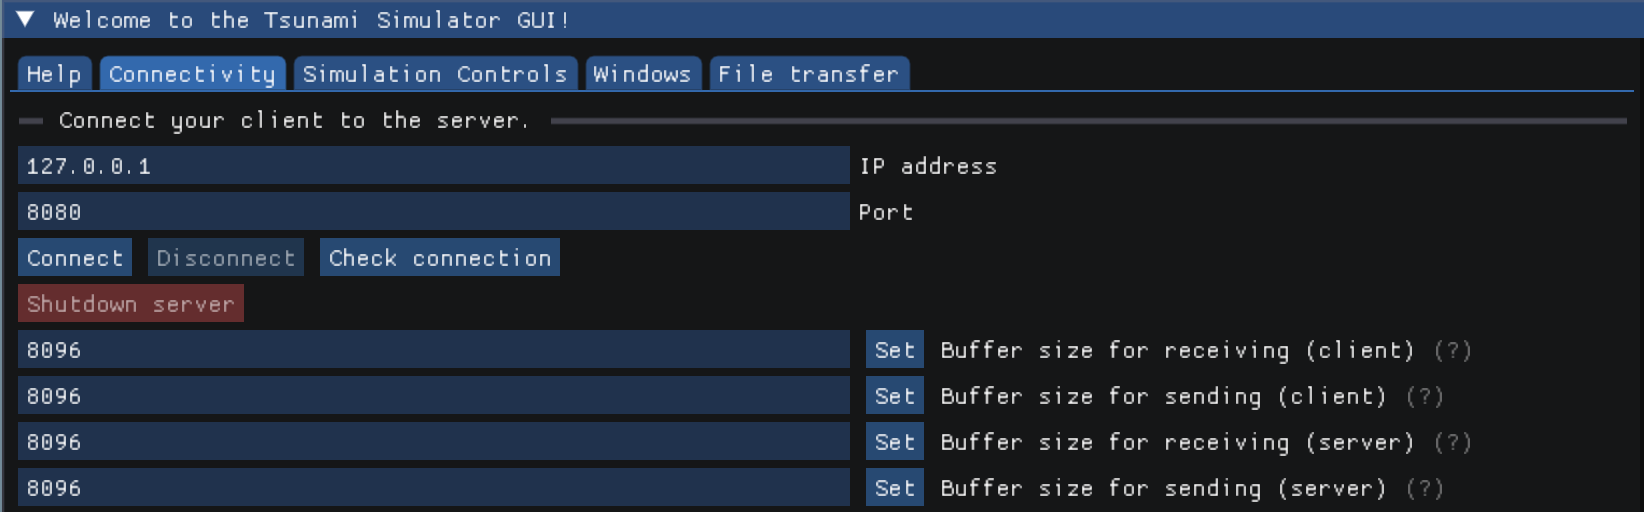 ▼ Welcome to the Tsunami Simulator GUI!
Help Connectivity Simulation Controls Windows File transfer
Connect your client to the server.
127.0.0.1 IP address
8080 Port
Connect Disconnect Check connection
Shutdown server
8096 Set Buffer size for receiving (client) (?)
8096 Set Buffer size for sending (client) (?)
8096 Set Buffer size for receiving (server) (?)
8096 Set Buffer size for sending (server) (?)